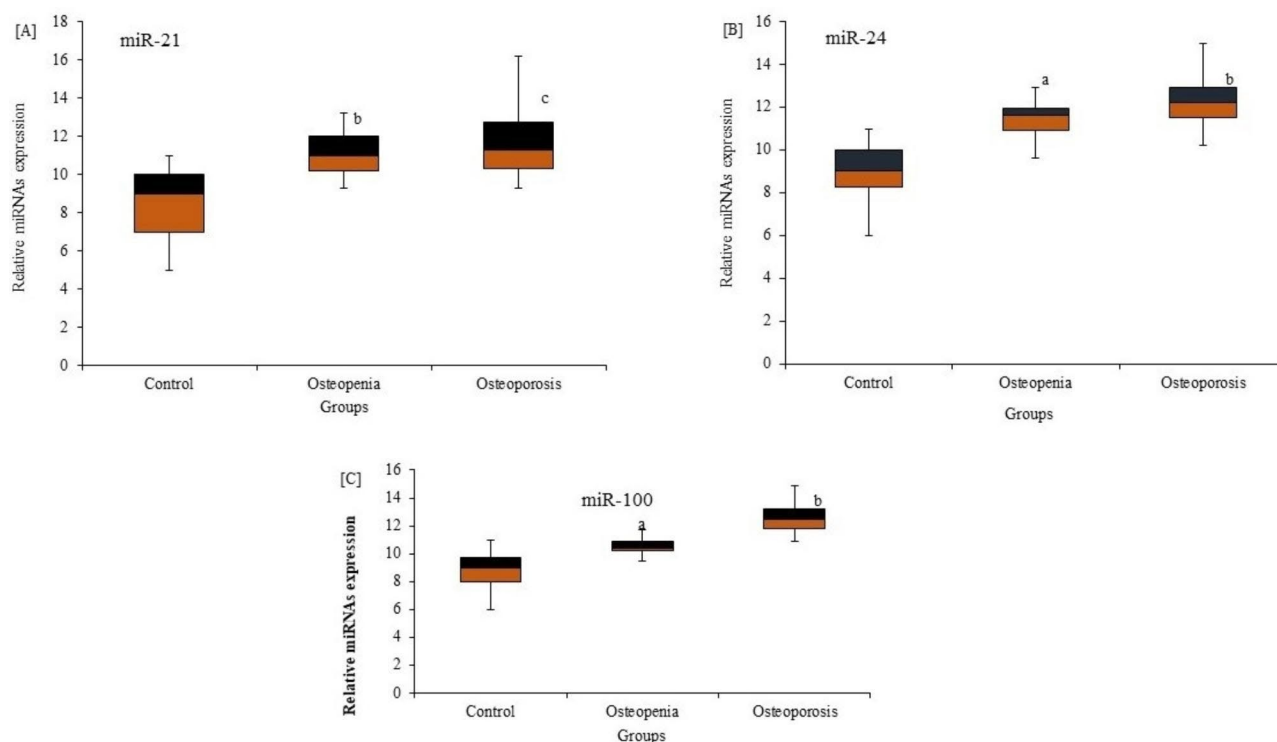 [A]
miR-21
Relative miRNAs expression
18
16
14
12
10
8
6
4
2
0
b
c
Control Osteopenia Osteoporosis
Groups
[B]
miR-24
Relative miRNAs expression
16
14
12
10
8
6
4
2
0
a
b
Control Osteopenia Osteoporosis
Groups
[C]
miR-100
Relative miRNAs expression
16
14
12
10
8
6
4
2
0
a
b
Control Osteopenia Osteoporosis
Groups